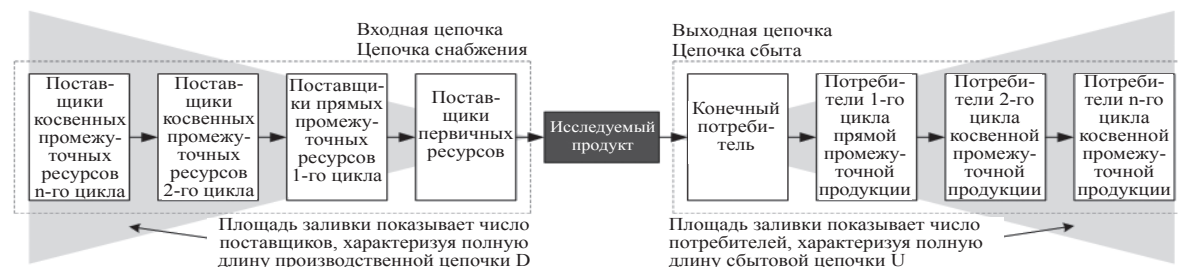 Входная цепочка
Цепочка снабжения
Выходная цепочка
Цепочка сбыта
Постав-
щики
косвенных
промежу-
точных
ресурсов
n-го цикла
Постав-
щики
косвенных
промежу-
точных
ресурсов
2-го цикла
Поставщи-
ки прямых
промежу-
точных
ресурсов
1-го цикла
Постав-
щики
первичных
ресурсов
Исследуемый
продукт
Конечный
потреби-
тель
Потреби-
тели 1-го
цикла
прямой
промежу-
точной
продукции
Потреби-
тели 2-го
цикла
косвенной
промежу-
точной
продукции
Потреби-
тели n-го
цикла
косвенной
промежу-
точной
продукции
Площадь заливки показывает число
поставщиков, характеризуя полную
длину производственной цепочки D
Площадь заливки показывает число
потребителей, характеризуя полную
длину сбытовой цепочки U